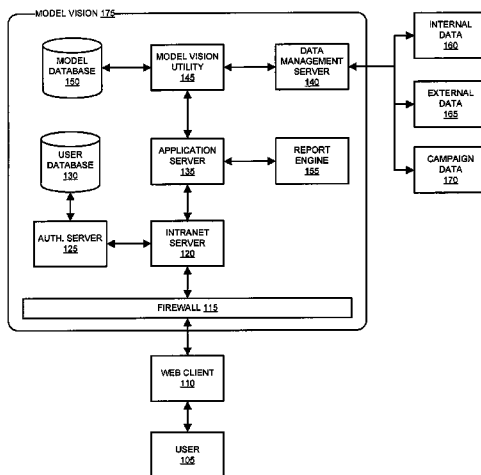 MODEL VISION 175
MODEL
DATABASE
150
MODEL VISION
UTILITY
145
DATA
MANAGEMENT
SERVER
140
INTERNAL
DATA
160
EXTERNAL
DATA
165
CAMPAIGN
DATA
170
USER
DATABASE
130
APPLICATION
SERVER
135
REPORT
ENGINE
155
AUTH. SERVER
125
INTRANET
SERVER
120
FIREWALL 115
WEB CLIENT
110
USER
105